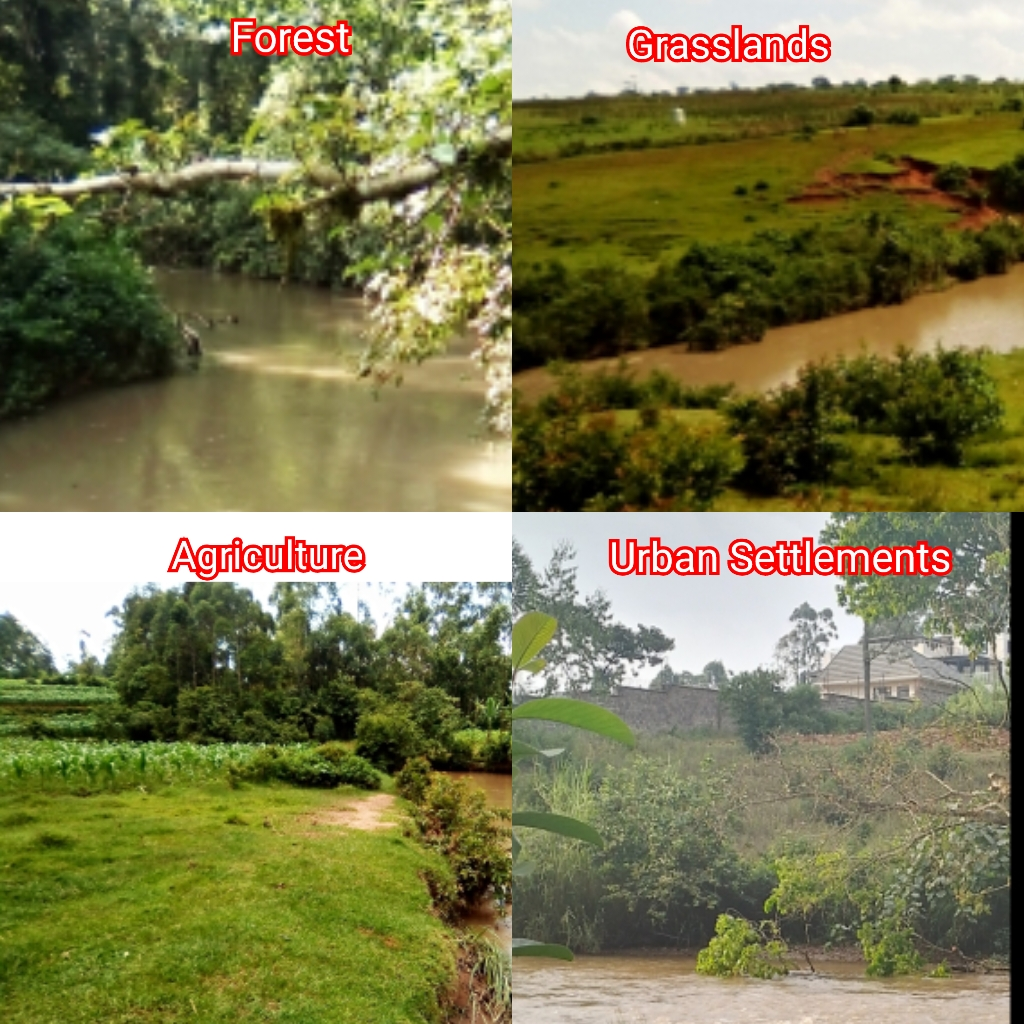 Forest
Grasslands
Agriculture
Urban Settlements